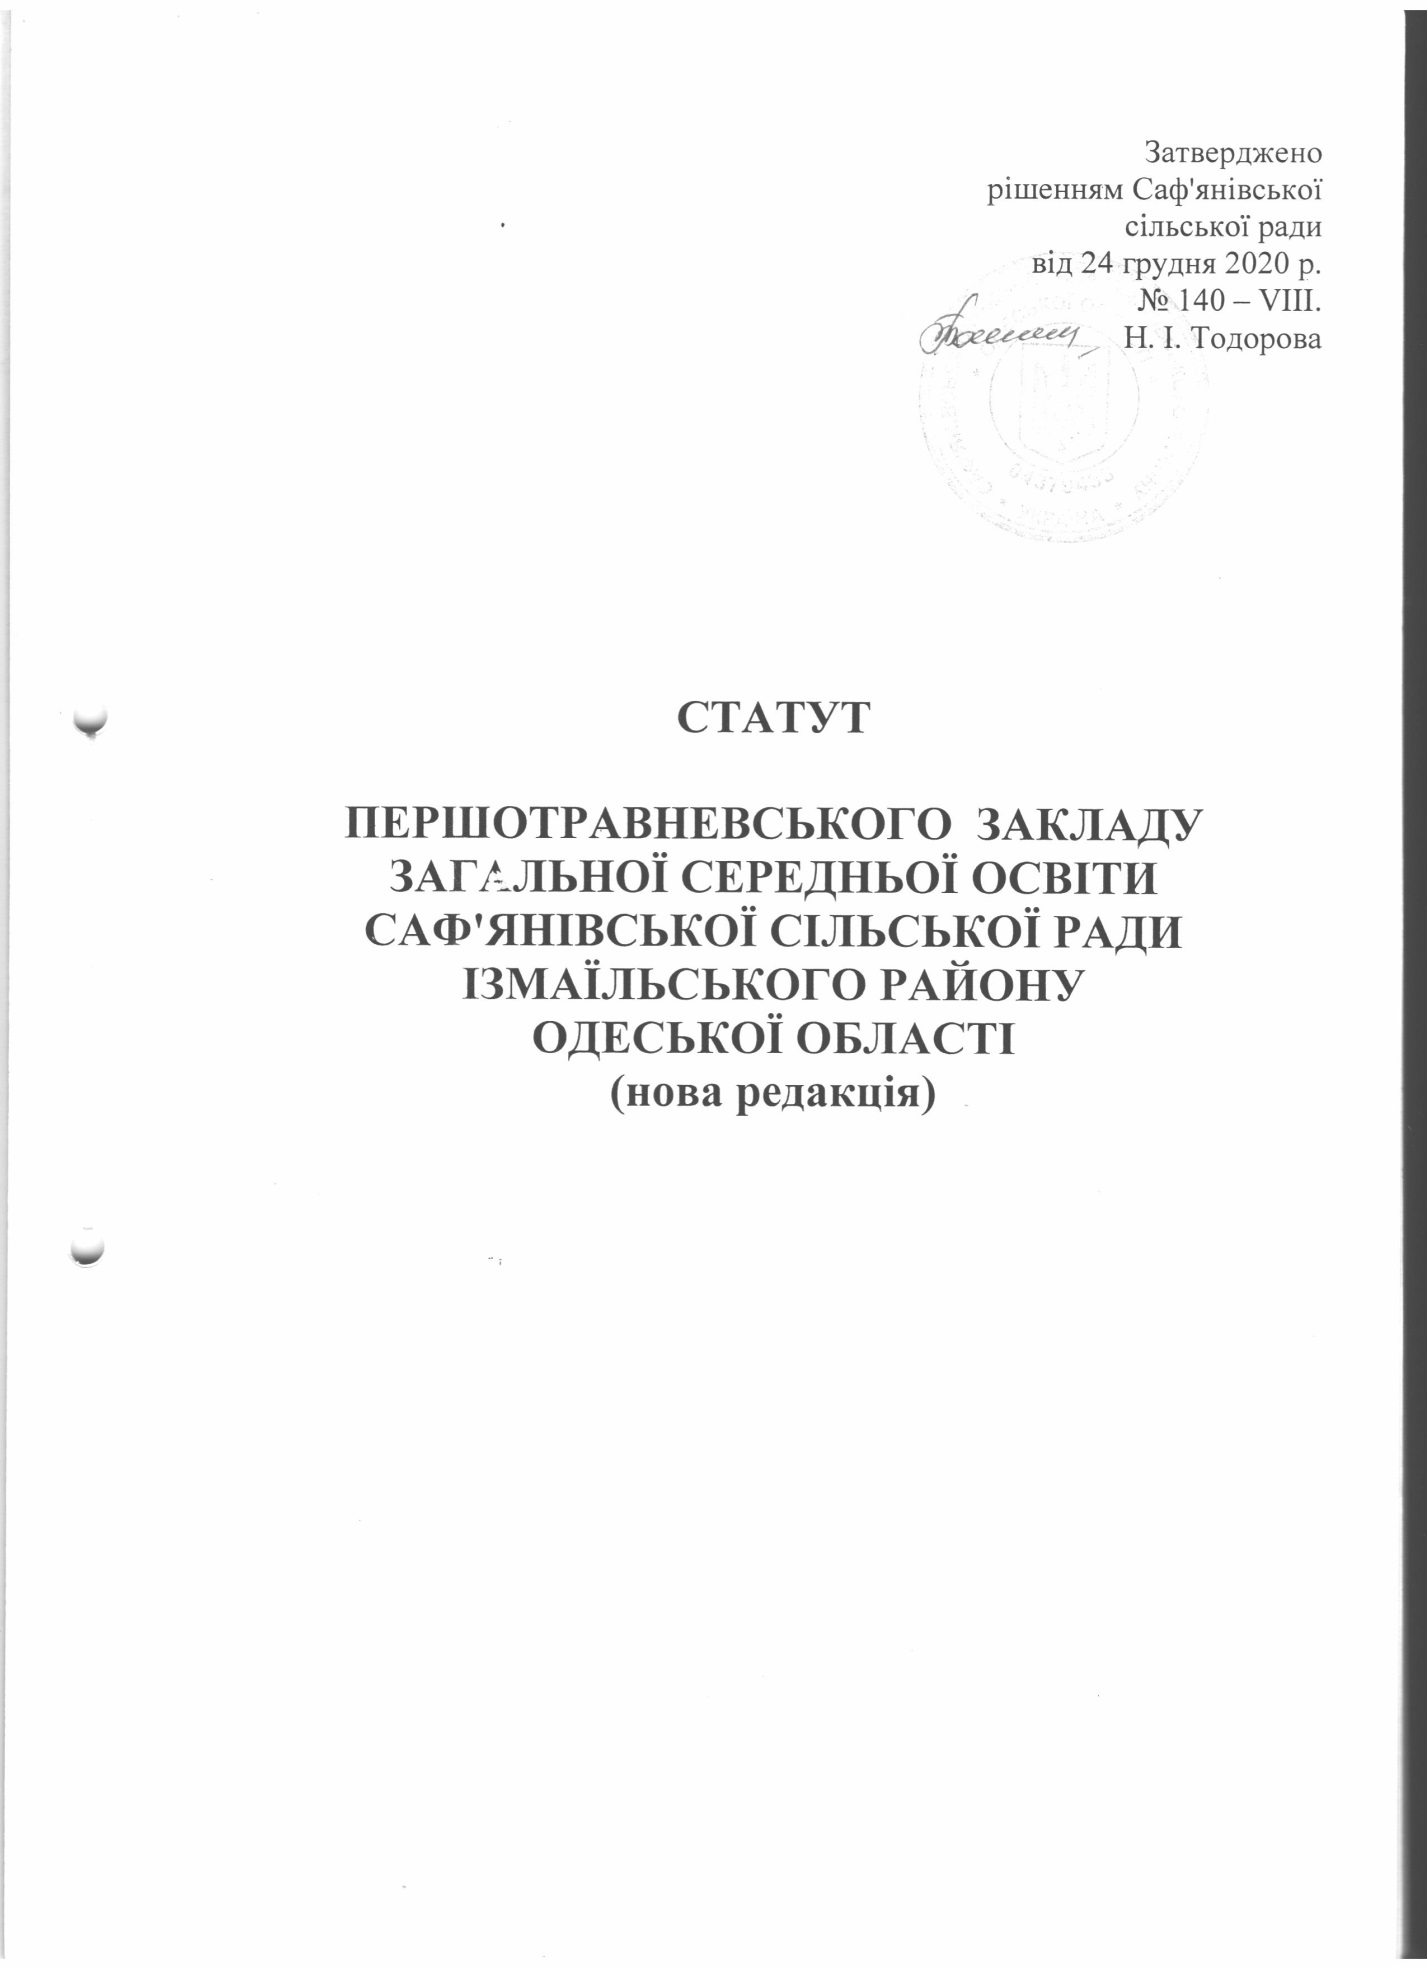 Затверджено
рішенням Саф'янівської
сільської ради
від 24 грудня 2020 р.
№ 140 – VIII.
Н. І. Тодорова
УКРАЇНА
СТАТУТ
ПЕРШОТРАВНЕВСЬКОГО ЗАКЛАДУ
ЗАГАЛЬНОЇ СЕРЕДНЬОЇ ОСВІТИ
САФ'ЯНІВСЬКОЇ СІЛЬСЬКОЇ РАДИ
ІЗМАЇЛЬСЬКОГО РАЙОНУ
ОДЕСЬКОЇ ОБЛАСТІ
(нова редакція)